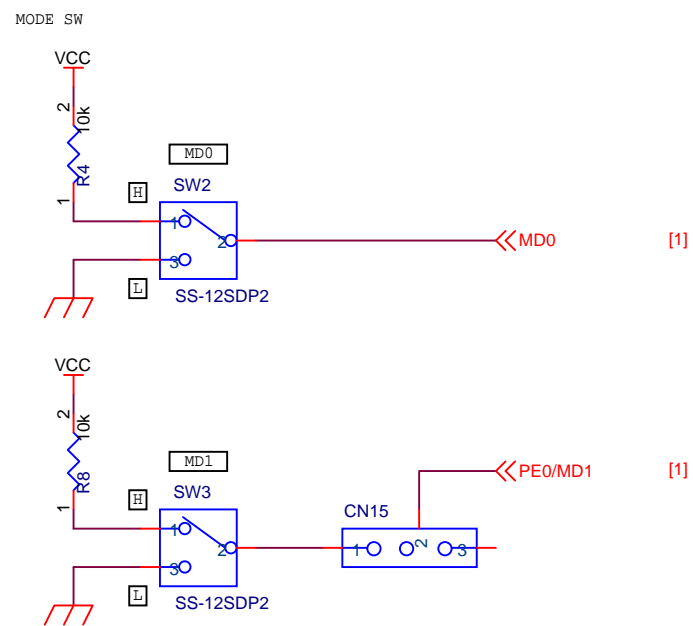 MODE SW
VCC
2
10k
R4
1
MD0
H
SW2
1
2
3
L
SS-12SDP2
MD0
[1]
VCC
2
10k
R8
1
MD1
H
SW3
1
2
3
L
SS-12SDP2
CN15
1
2
3
PE0/MD1
[1]